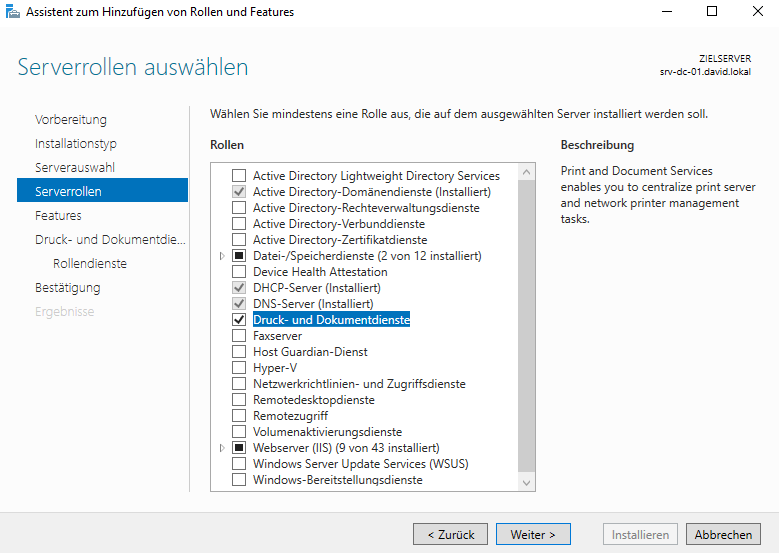 Assistent zum Hinzufügen von Rollen und Features
Serverrollen auswählen
ZIELSERVER
srv-dc-01.david.lokal
Vorbereitung
Installationstyp
Serverauswahl
Serverrollen
Features
Druck- und Dokumentdie...
Rollendienste
Bestätigung
Ergebnisse
Wählen Sie mindestens eine Rolle aus, die auf dem ausgewählten Server installiert werden soll.
Rollen
Active Directory Lightweight Directory Services
Active Directory-Domänendienste (Installiert)
Active Directory-Rechteverwaltungsdienste
Active Directory-Verbunddienste
Active Directory-Zertifikatdienste
Datei-/Speicherdienste (2 von 12 installiert)
Device Health Attestation
DHCP-Server (Installiert)
DNS-Server (Installiert)
Druck- und Dokumentdienste
Faxserver
Host Guardian-Dienst
Hyper-V
Netzwerkrichtlinien- und Zugriffsdienste
Remotedesktopdienste
Remotezugriff
Volumenaktivierungsdienste
Webserver (IIS) (9 von 43 installiert)
Windows Server Update Services (WSUS)
Windows-Bereitstellungsdienste
Beschreibung
Print and Document Services
enables you to centralize print server
and network printer management
tasks.
< Zurück
Weiter >
Installieren
Abbrechen